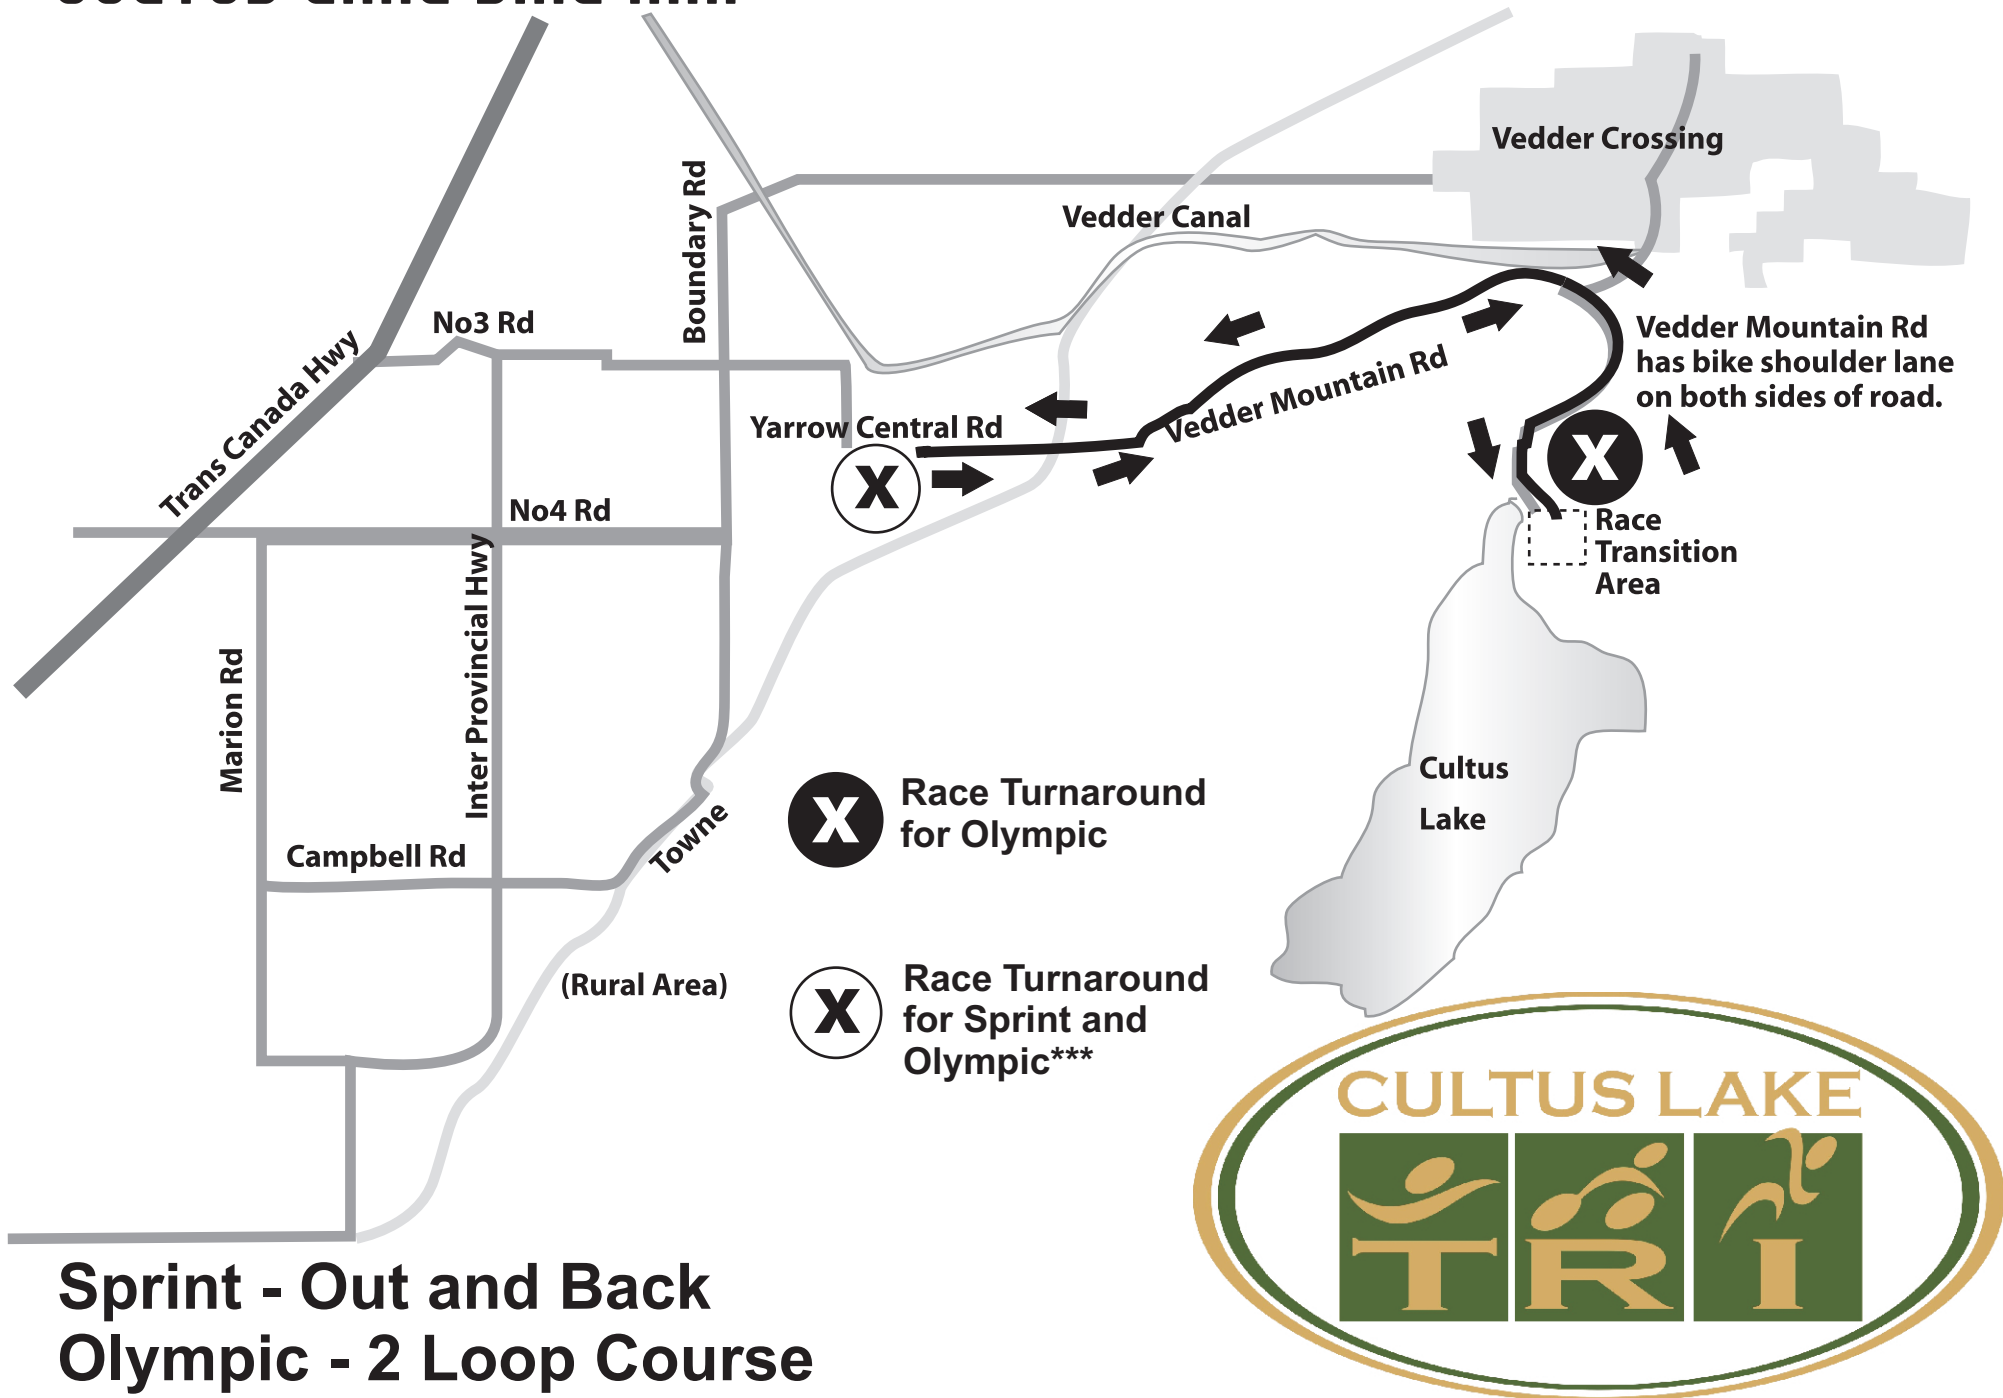 Vedder Crossing
Boundary Rd
Vedder Canal
No3 Rd
Trans Canada Hwy
Vedder Mountain Rd
has bike shoulder lane
on both sides of road.
Vedder Mountain Rd
Yarrow Central Rd
X
X
No4 Rd
Race
Transition
Area
Inter Provincial Hwy
Marion Rd
Cultus
Lake
X
Race Turnaround
for Olympic
Towne
Campbell Rd
(Rural Area)
X
Race Turnaround
for Sprint and
Olympic***
CULTUS LAKE
TRI
Sprint - Out and Back
Olympic - 2 Loop Course